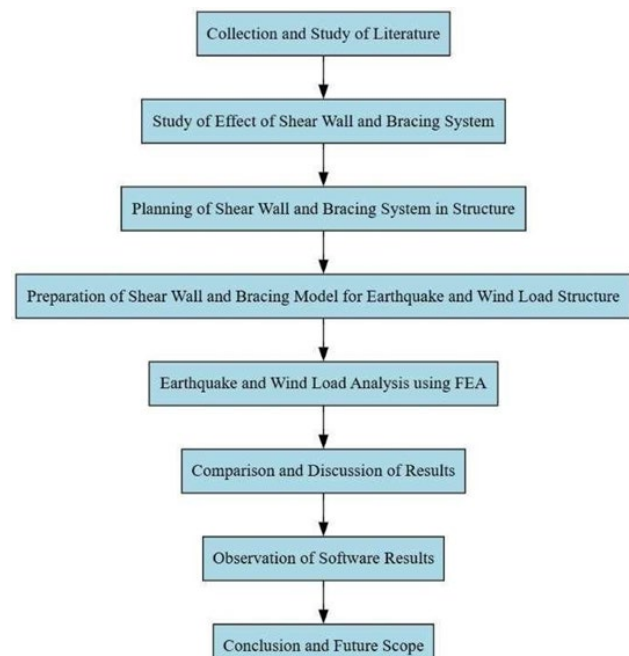 Collection and Study of Literature
Study of Effect of Shear Wall and Bracing System
Planning of Shear Wall and Bracing System in Structure
Preparation of Shear Wall and Bracing Model for Earthquake and Wind Load Structure
Earthquake and Wind Load Analysis using FEA
Comparison and Discussion of Results
Observation of Software Results
Conclusion and Future Scope